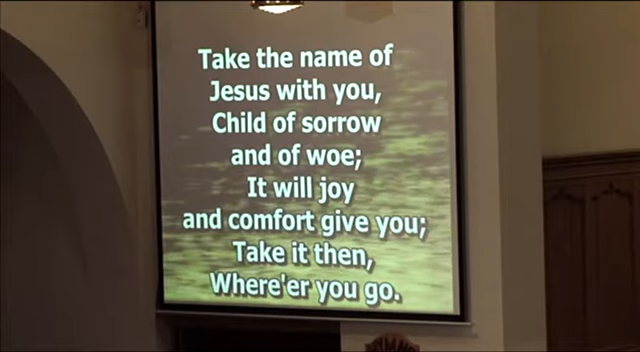 Take the name of
Jesus with you,
Child of sorrow
and of woe;
It will joy
and comfort give you;
Take it then,
Where'er you go.